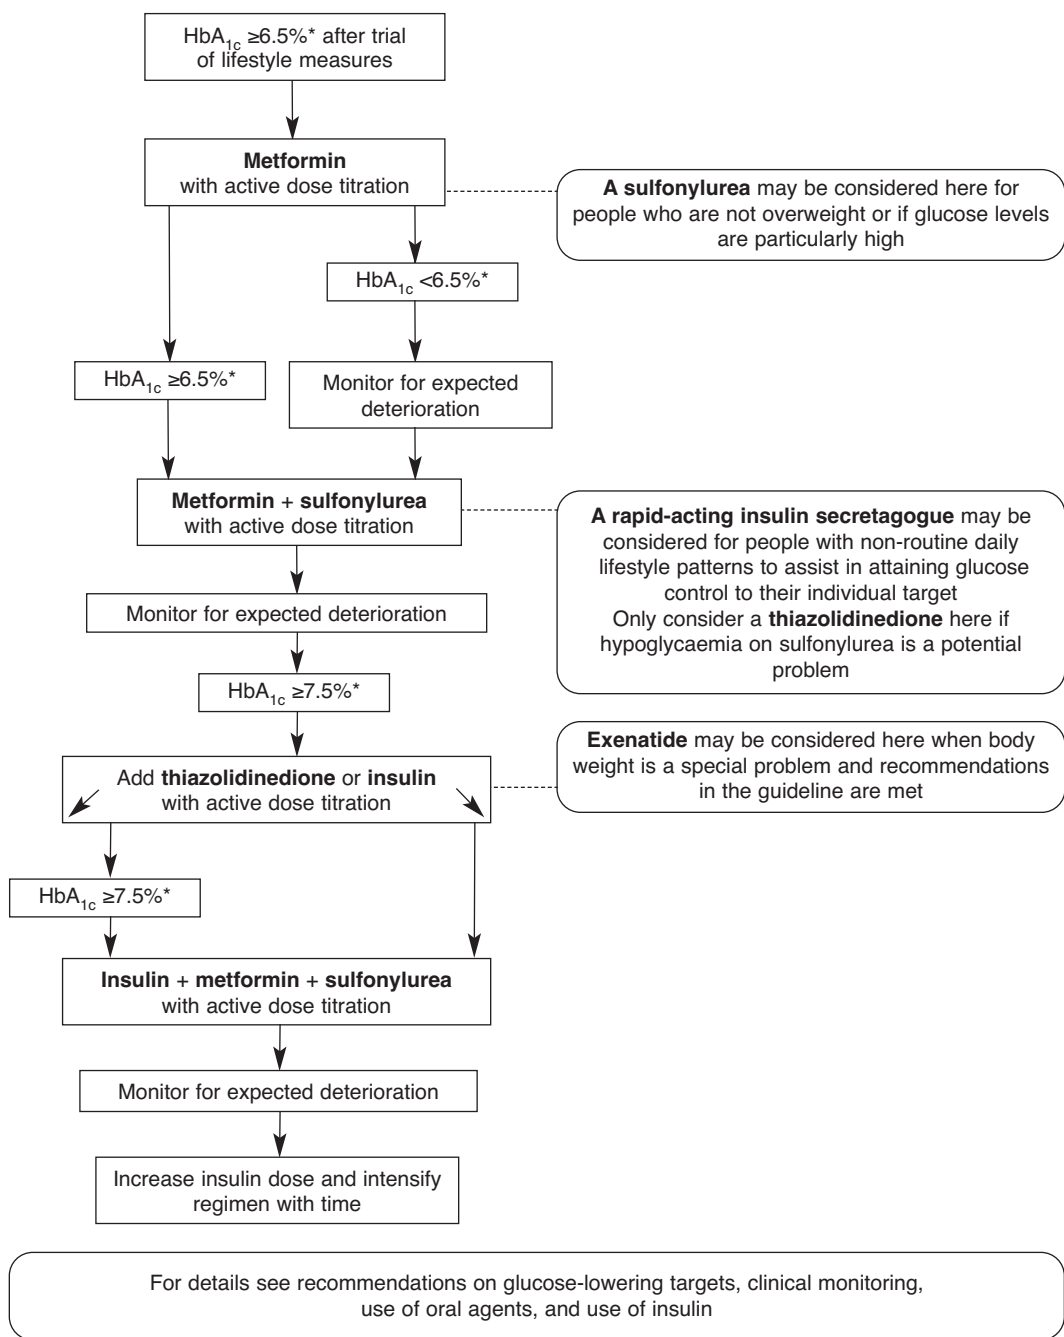 HbA1c ≥6.5%* after trial
of lifestyle measures
Metformin
with active dose titration
A sulfonylurea may be considered here for
people who are not overweight or if glucose levels
are particularly high
HbA1c <6.5%*
HbA1c ≥6.5%*
Monitor for expected
deterioration
Metformin + sulfonylurea
with active dose titration
A rapid-acting insulin secretagogue may be
considered for people with non-routine daily
lifestyle patterns to assist in attaining glucose
control to their individual target
Only consider a thiazolidinedione here if
hypoglycaemia on sulfonylurea is a potential
problem
Monitor for expected deterioration
HbA1c ≥7.5%*
Add thiazolidinedione or insulin
with active dose titration
Exenatide may be considered here when body
weight is a special problem and recommendations
in the guideline are met
HbA1c ≥7.5%*
Insulin + metformin + sulfonylurea
with active dose titration
Monitor for expected deterioration
Increase insulin dose and intensify
regimen with time
For details see recommendations on glucose-lowering targets, clinical monitoring,
use of oral agents, and use of insulin